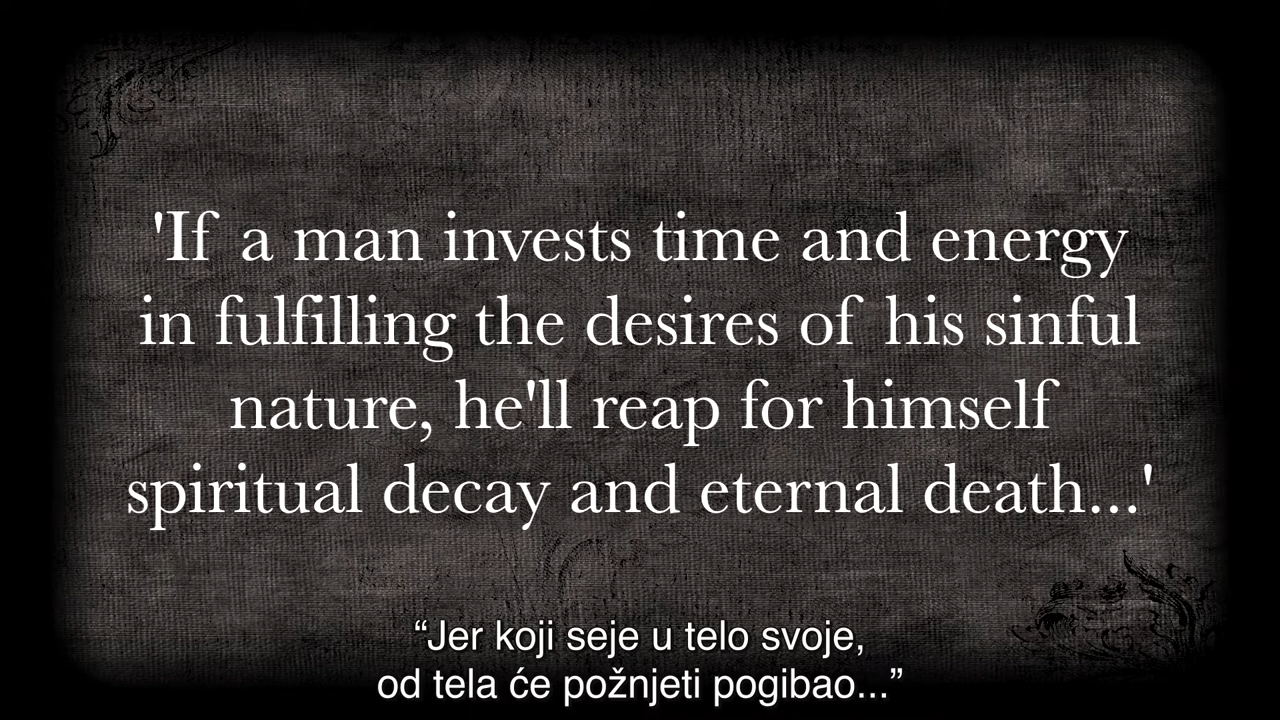 'If a man invests time and energy
in fulfilling the desires of his sinful
nature, he'll reap for himself
spiritual decay and eternal death...'
“Jer koji seje u telo svoje,
od tela će požnjeti pogibao...”